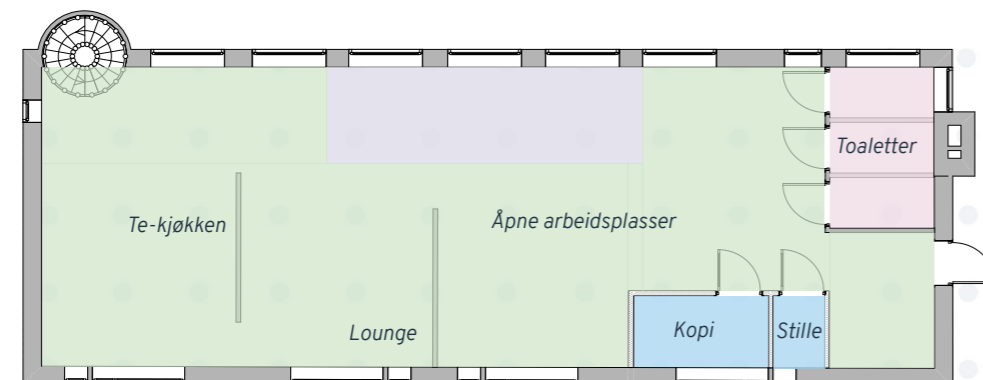 Toaletter
Te-kjøkken
Åpne arbeidsplasser
Lounge
Kopi
Stille